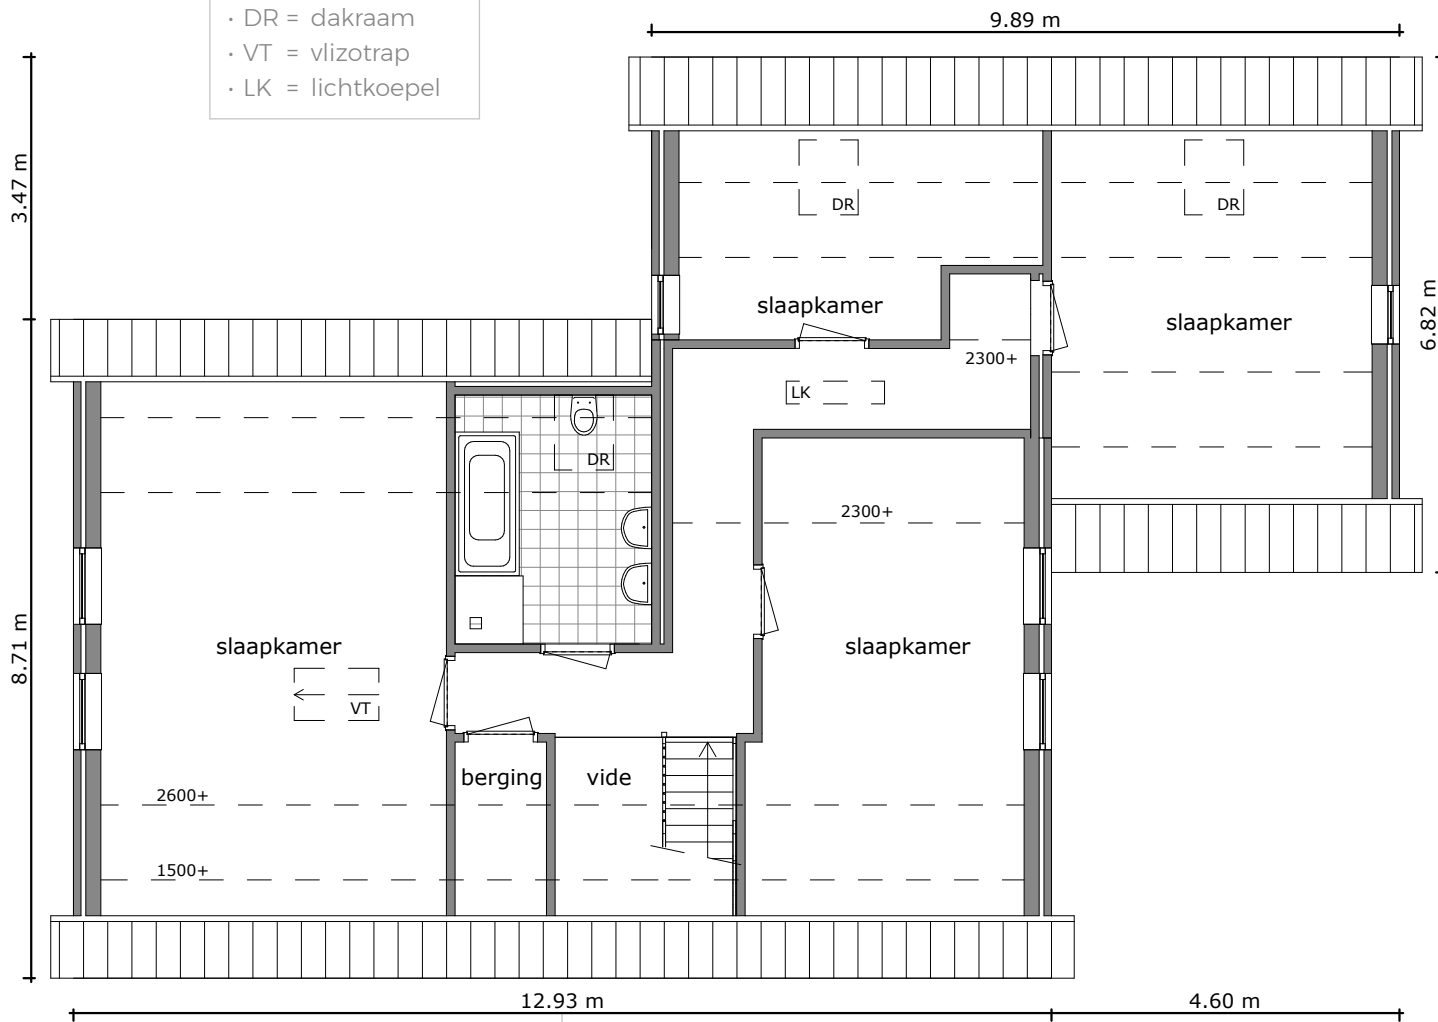 · DR = dakraam
· VT = vlizotrap
· LK = lichtkoepel
9.89 m
3.47 m
DR
DR
slaapkamer
slaapkamer
6.82 m
2300+
LK
DR
2300+
8.71 m
slaapkamer
slaapkamer
VT
berging
vide
2600+
1500+
12.93 m
4.60 m